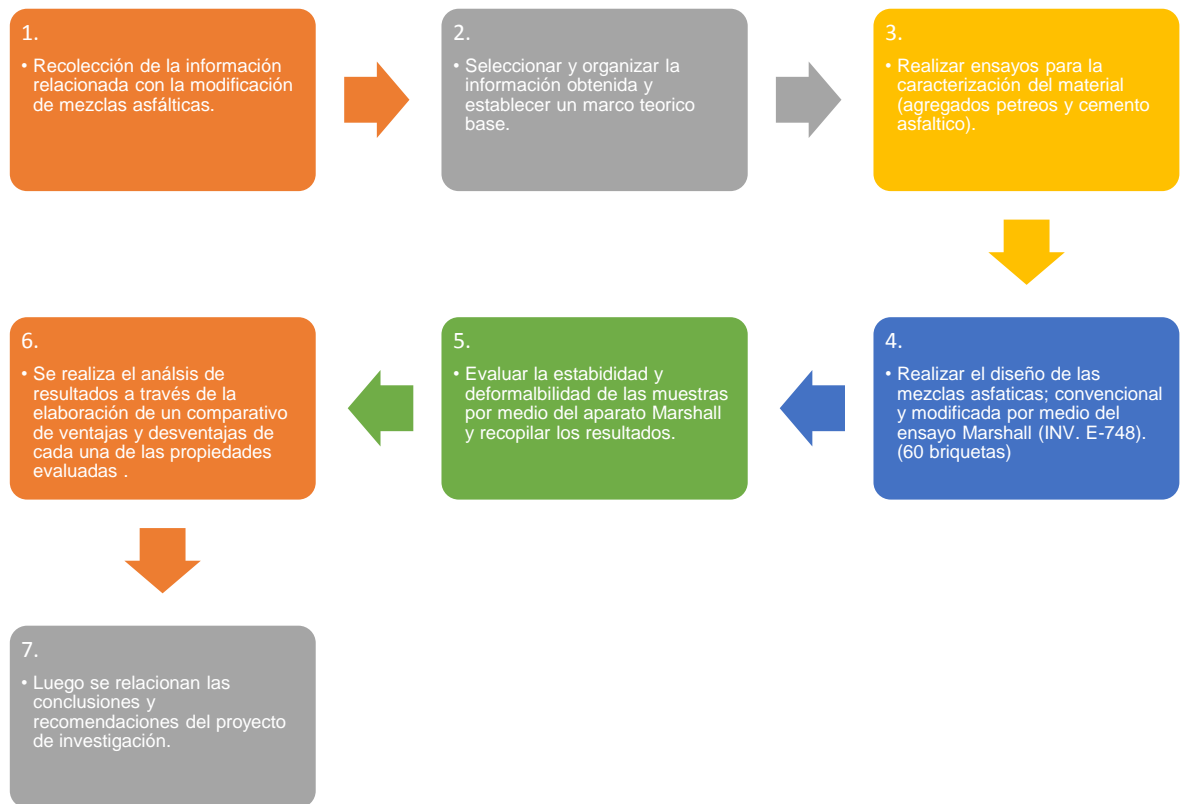 1.
• Recolección de la información
relacionada con la modificación
de mezclas asfálticas.
2.
• Seleccionar y organizar la
información obtenida y
establecer un marco teorico
base.
3.
• Realizar ensayos para la
caracterización del material
(agregados petreos y cemento
asfaltico).
4.
• Realizar el diseño de las
mezclas asfaticas; convencional
y modificada por medio del
ensayo Marshall (INV. E-748).
(60 briquetas)
5.
• Evaluar la estabididad y
deformalbilidad de las muestras
por medio del aparato Marshall
y recopilar los resultados.
6.
• Se realiza el análsis de
resultados a través de la
elaboración de un comparativo
de ventajas y desventajas de
cada una de las propiedades
evaluadas .
7.
• Luego se relacionan las
conclusiones y
recomendaciones del proyecto
de investigación.